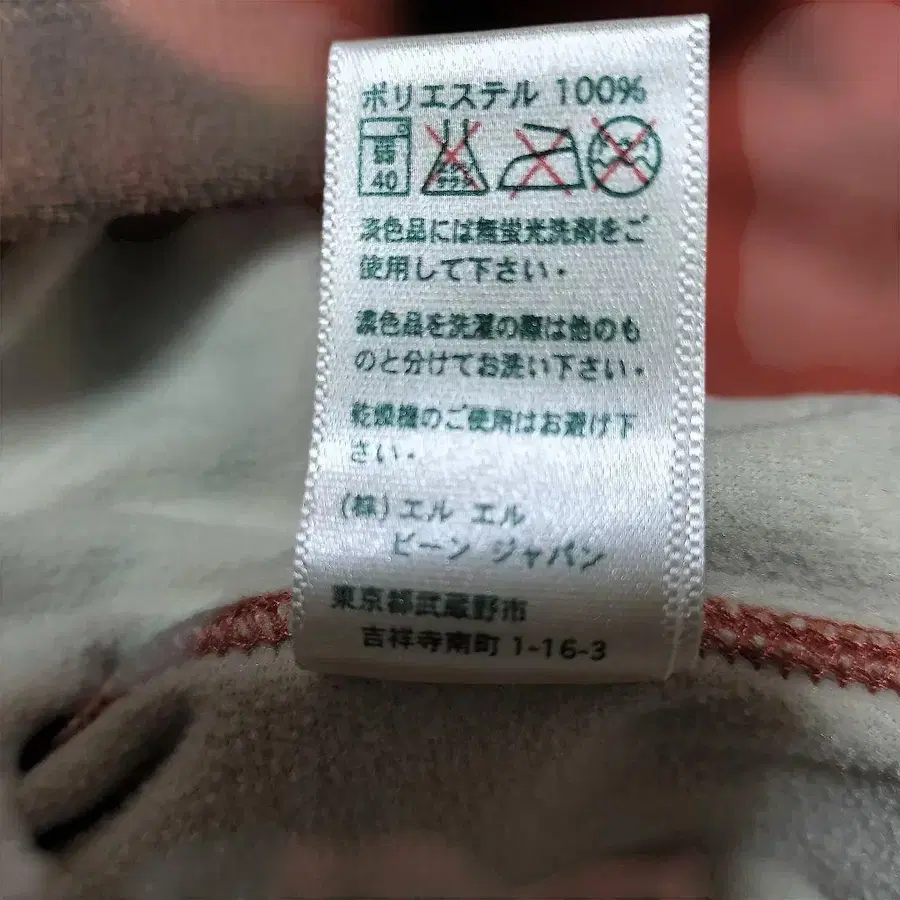 ポリエステル 100%
40
淡色品には無蛍光洗剤をご
使用して下さい・
濃色品を洗濯の際は他のも
のと分けてお洗い下さい・
乾燥機のご使用はお避け下
さい・
(株) エル エル
ビーン ジャパン
東京都武蔵野市
吉祥寺南町 1-16-3